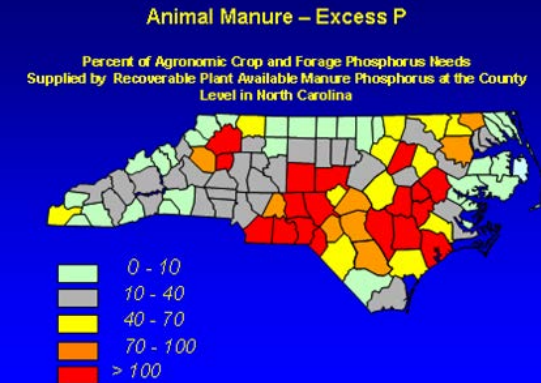 Animal Manure – Excess P
Percent of Agronomic Crop and Forage Phosphorus Needs
Supplied by Recoverable Plant Available Manure Phosphorus at the County
Level in North Carolina
0 - 10
10 - 40
40 - 70
70 - 100
> 100